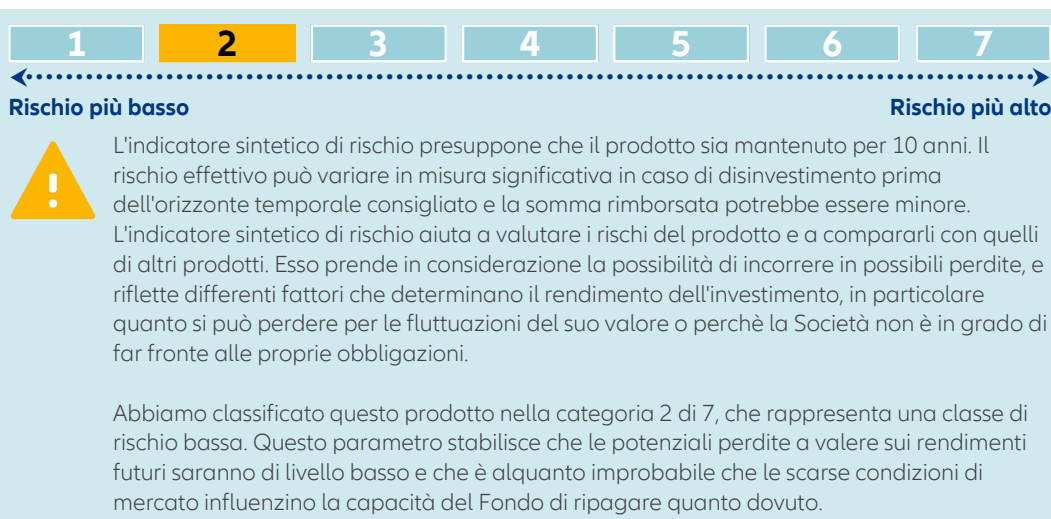 1 2 3 4 5 6 7
Rischio più basso Rischio più alto
L'indicatore sintetico di rischio presuppone che il prodotto sia mantenuto per 10 anni. Il
rischio effettivo può variare in misura significativa in caso di disinvestimento prima
dell'orizzonte temporale consigliato e la somma rimborsata potrebbe essere minore.
L'indicatore sintetico di rischio aiuta a valutare i rischi del prodotto e a compararli con quelli
di altri prodotti. Esso prende in considerazione la possibilità di incorrere in possibili perdite, e
riflette differenti fattori che determinano il rendimento dell'investimento, in particolare
quanto si può perdere per le fluttuazioni del suo valore o perchè la Società non è in grado di
far fronte alle proprie obbligazioni.
Abbiamo classificato questo prodotto nella categoria 2 di 7, che rappresenta una classe di
rischio bassa. Questo parametro stabilisce che le potenziali perdite a valere sui rendimenti
futuri saranno di livello basso e che è alquanto improbabile che le scarse condizioni di
mercato influenzino la capacità del Fondo di ripagare quanto dovuto.